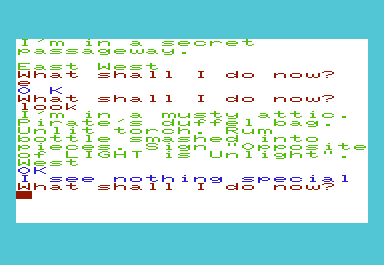 I'm in a secret
passageway.
East West
What shall I do now?
e
O K
What shall I do now?
look
I'm in a musty attic.
Pirate's duffel bag.
Unlit torch. Rum
bottle smashed into
pieces. Sign "Opposite
of LIGHT is Unlight".
West
OK
I see nothing special
What shall I do now?